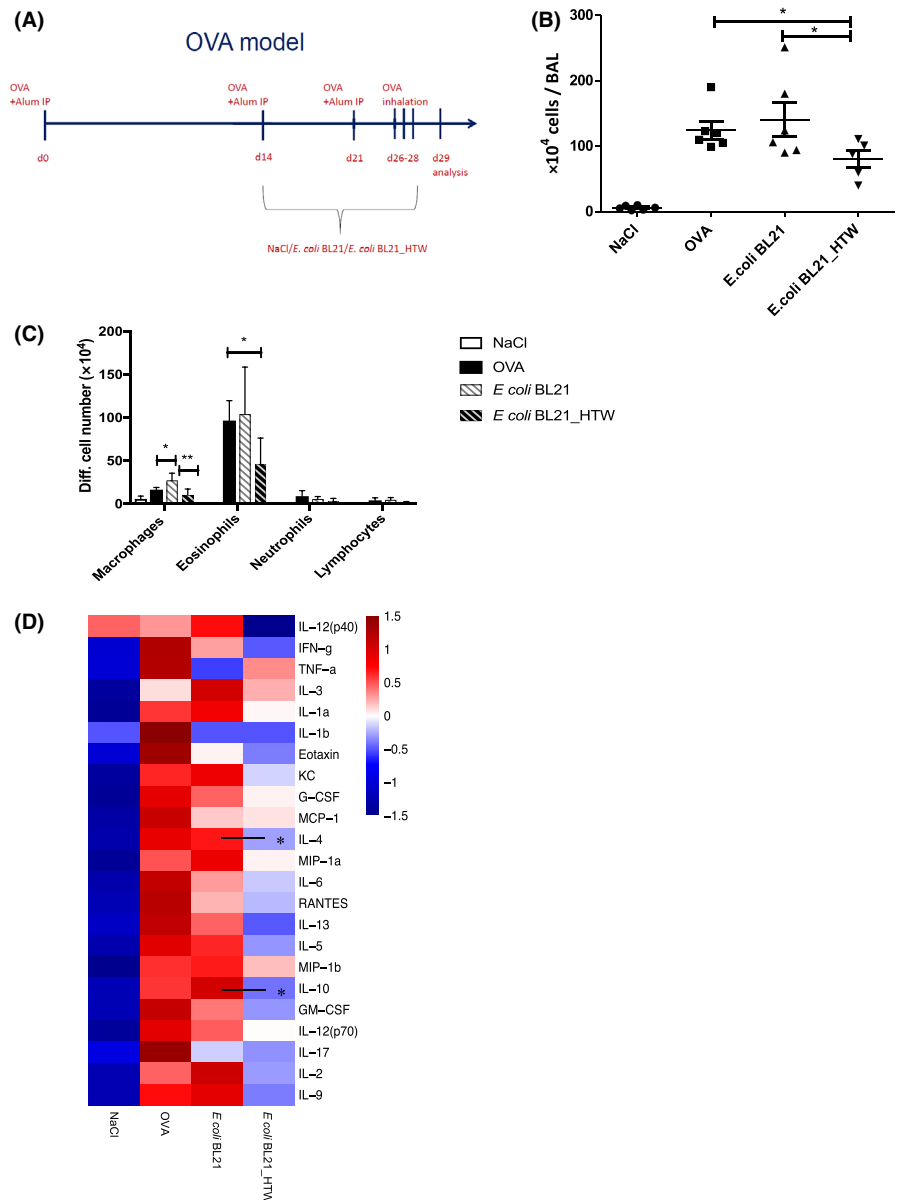 (A)
OVA model
OVA
+Alum IP
OVA
+Alum IP
OVA
+Alum IP
OVA
inhalation
d0
d14
d21
d26-28
d29
analysis
NaCl/E. coli BL21/E. coli BL21_HTW
(B)
×10⁴ cells / BAL
300
200
100
0
*
*
NaCl
OVA
E.coli BL21
E.coli BL21_HTW
(C)
Diff. cell number (×10⁴)
200
150
100
50
0
*
**
*
Macrophages
Eosinophils
Neutrophils
Lymphocytes
NaCl
OVA
E coli BL21
E coli BL21_HTW
(D)
IL−12(p40)
IFN−g
TNF−a
IL−3
IL−1a
IL−1b
Eotaxin
KC
G−CSF
MCP−1
IL−4
MIP−1a
IL−6
RANTES
IL−13
IL−5
MIP−1b
IL−10
GM−CSF
IL−12(p70)
IL−17
IL−2
IL−9
*
*
1.5
1
0.5
0
−0.5
−1
−1.5
NaCl
OVA
E coli BL21
E coli BL21_HTW